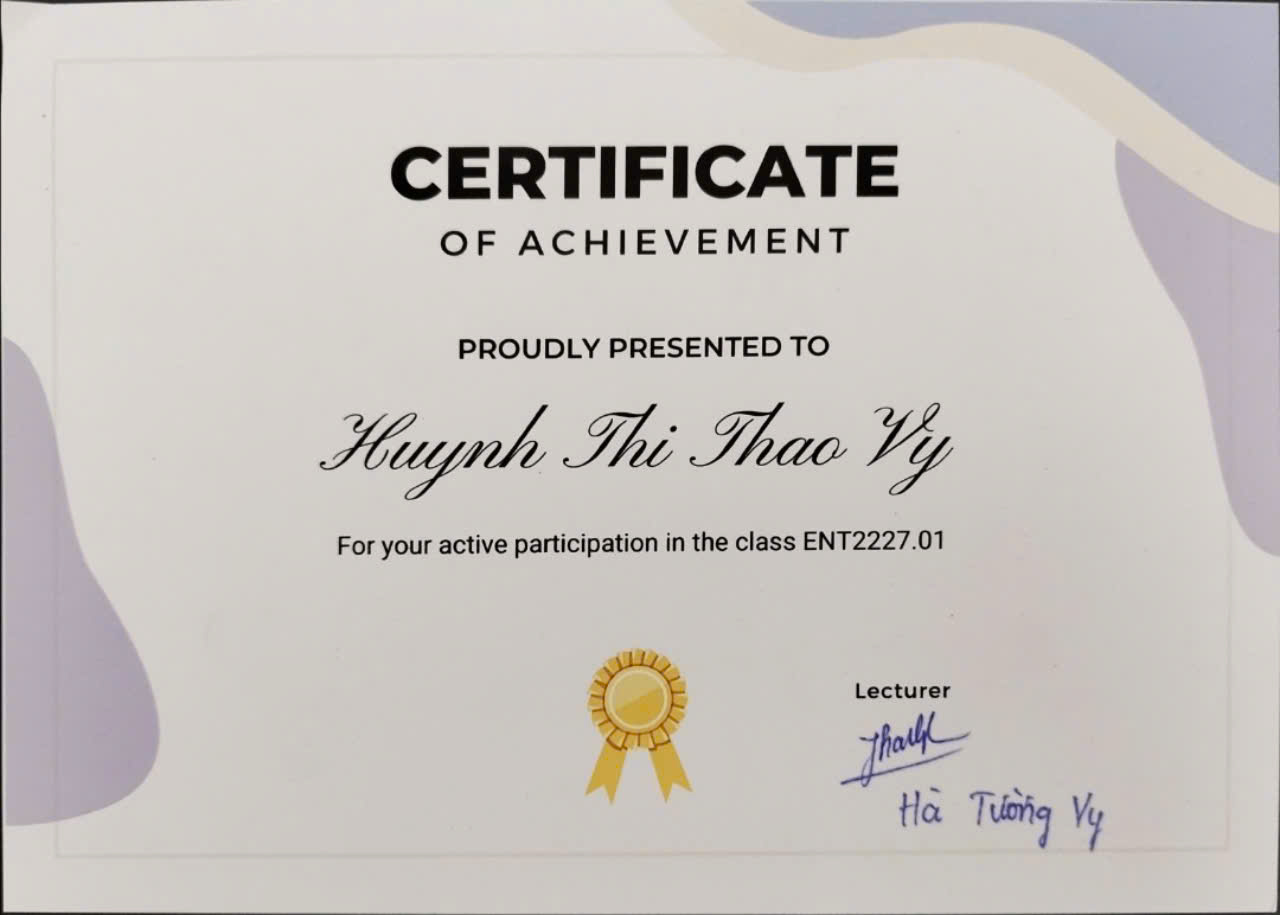 CERTIFICATE
OF ACHIEVEMENT
PROUDLY PRESENTED TO
Huynh Thi Thao Vy
For your active participation in the class ENT2227.01
Lecturer
Hà Tường Vy